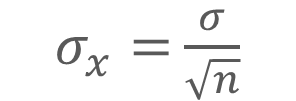 σₓ = σ/√n